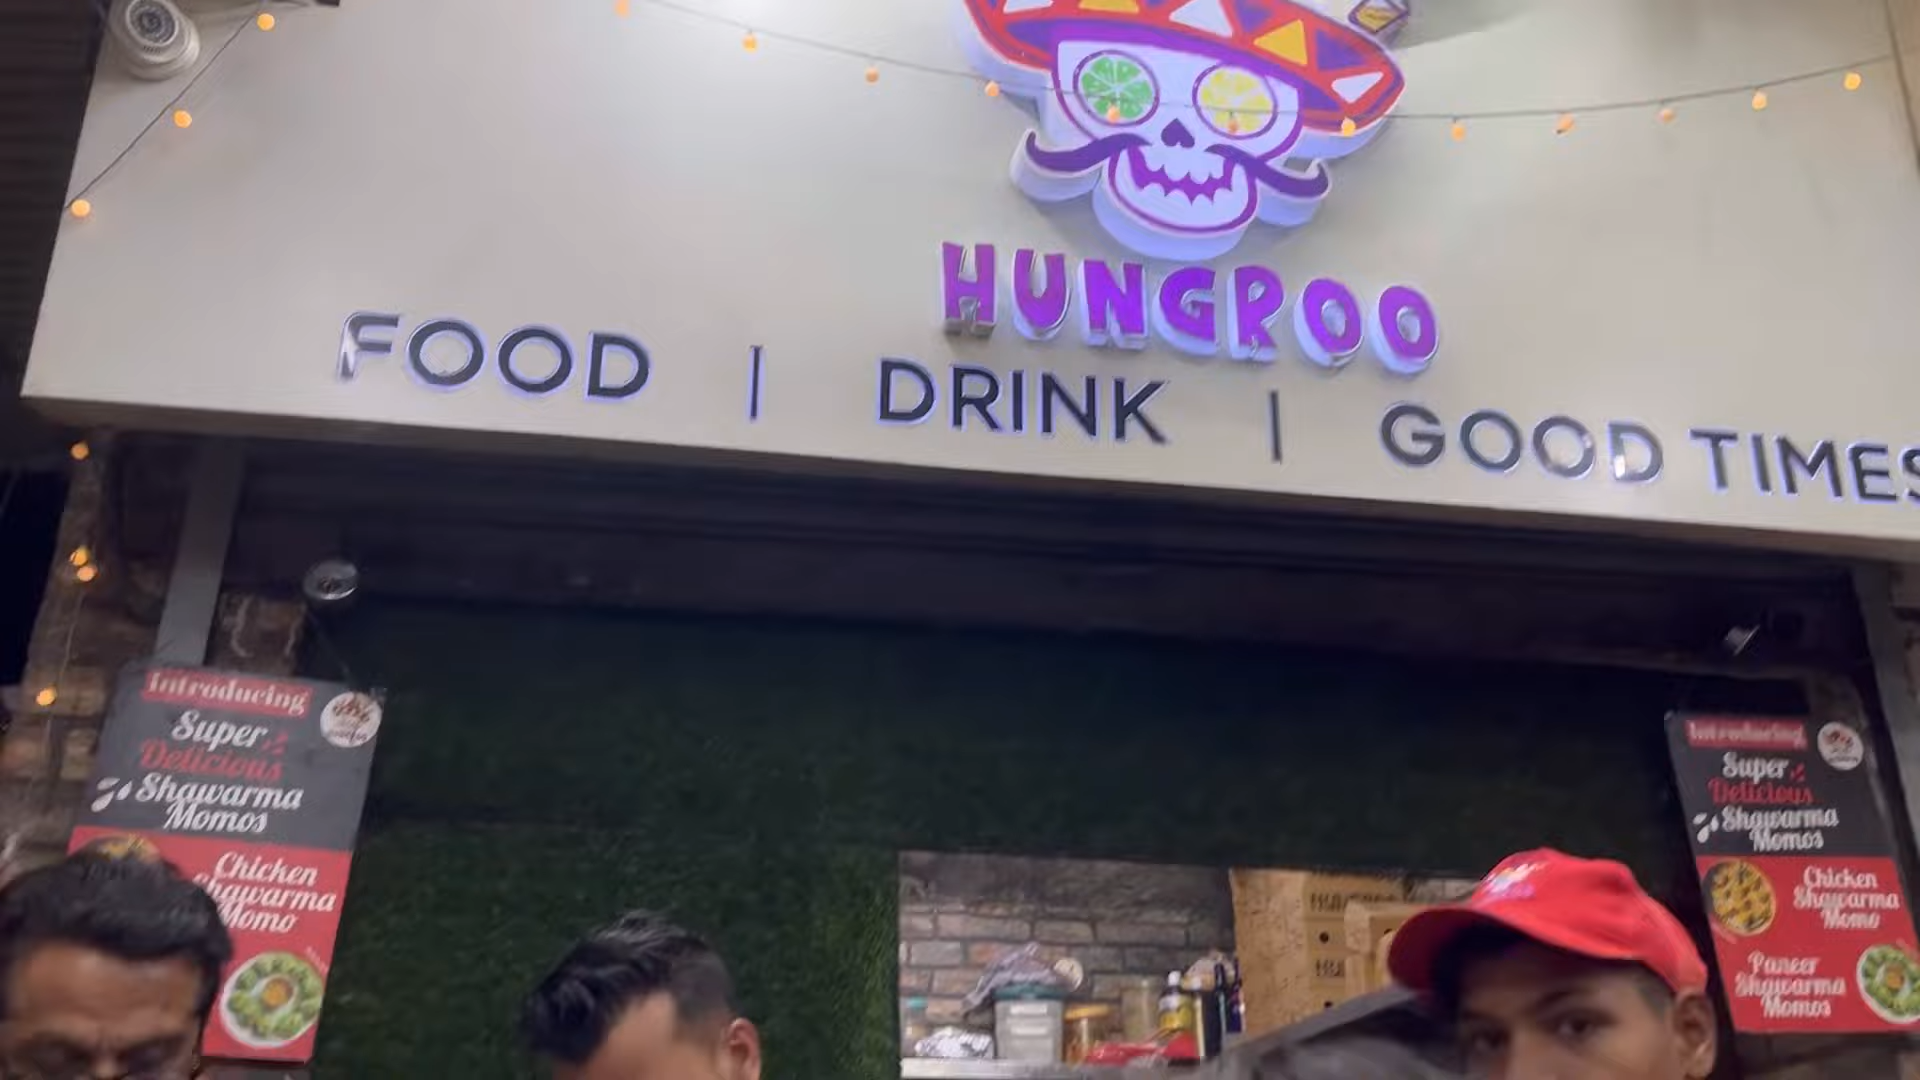 HUNGROO
FOOD | DRINK | GOOD TIMES
Introducing
Super
Delicious
Shawarma
Momos
Chicken
Shawarma
Momo
Introducing
Super
Delicious
Shawarma
Momos
Chicken
Shawarma
Momo
Paneer
Shawarma
Momos